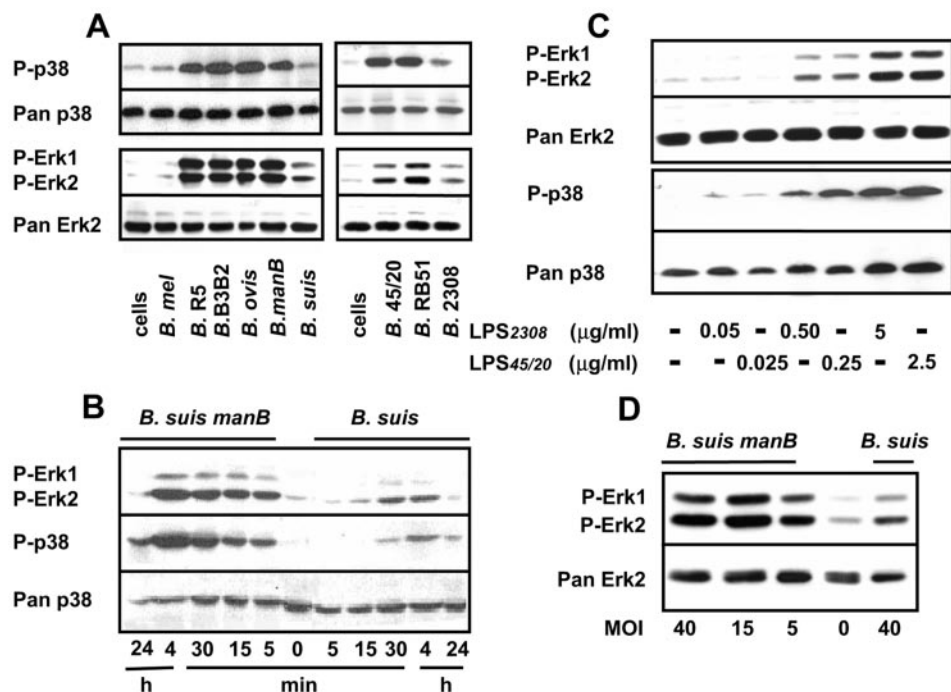 A
P-p38
Pan p38
P-Erk1
P-Erk2
Pan Erk2
cells
B. mel
B. R5
B.B3B2
B. ovis
B.manB
B. suis
cells
B. 45/20
B. RB51
B. 2308
C
P-Erk1
P-Erk2
Pan Erk2
P-p38
Pan p38
LPS2308 (μg/ml) - 0.05 - 0.50 - 5 -
LPS45/20 (μg/ml) - - 0.025 - 0.25 - 2.5
B
B. suis manB B. suis
P-Erk1
P-Erk2
P-p38
Pan p38
24 4 30 15 5 0 5 15 30 4 24
h min h
D
B. suis manB B. suis
P-Erk1
P-Erk2
Pan Erk2
MOI 40 15 5 0 40